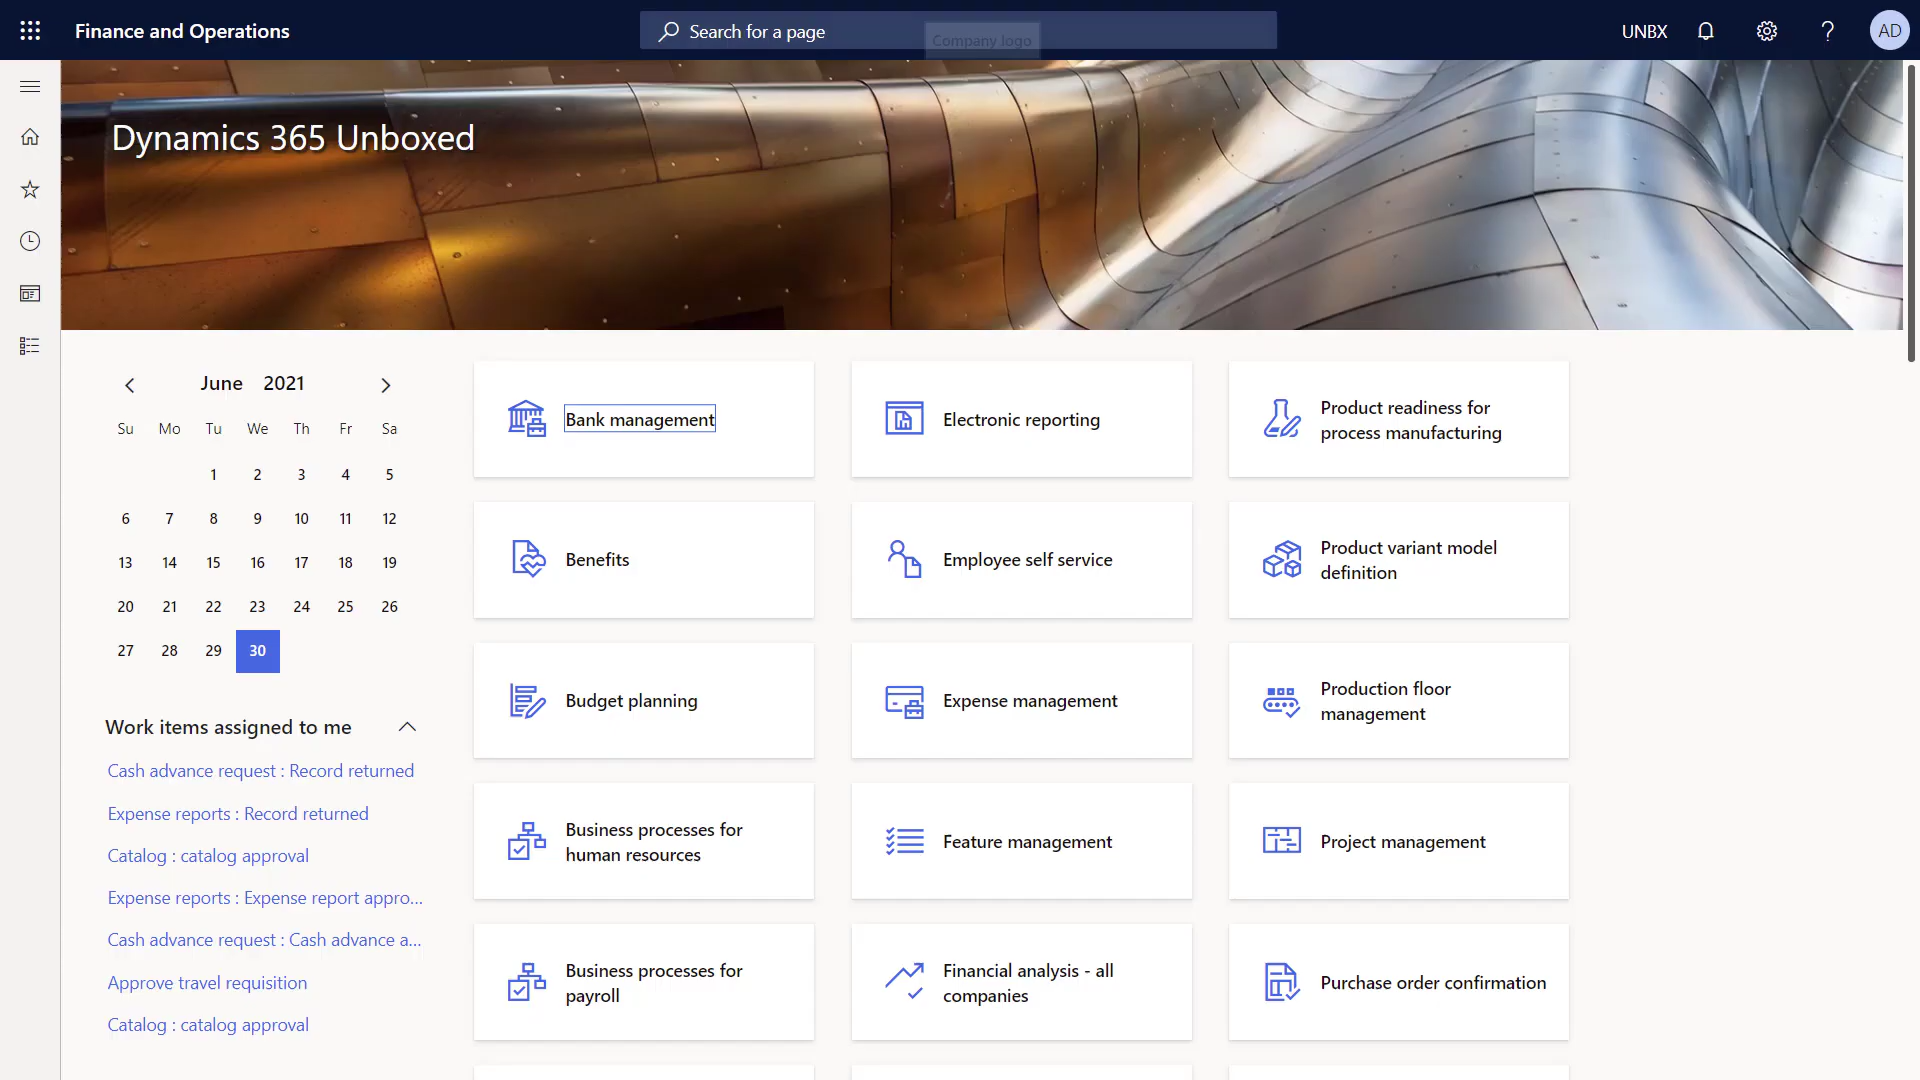 Finance and Operations
Search for a page
Company logo
UNBX
?
AD
Dynamics 365 Unboxed
June 2021
Su Mo Tu We Th Fr Sa
1 2 3 4 5
6 7 8 9 10 11 12
13 14 15 16 17 18 19
20 21 22 23 24 25 26
27 28 29 30
Work items assigned to me
Cash advance request : Record returned
Expense reports : Record returned
Catalog : catalog approval
Expense reports : Expense report appro...
Cash advance request : Cash advance a...
Approve travel requisition
Catalog : catalog approval
Bank management
Electronic reporting
Product readiness for
process manufacturing
Benefits
Employee self service
Product variant model
definition
Budget planning
Expense management
Production floor
management
Business processes for
human resources
Feature management
Project management
Business processes for
payroll
Financial analysis - all
companies
Purchase order confirmation